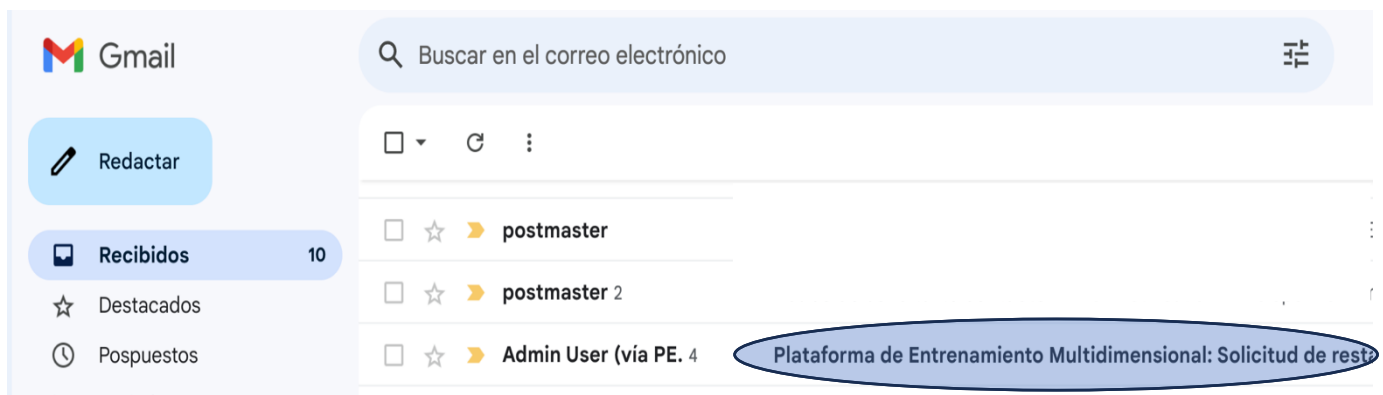 Gmail
Buscar en el correo electrónico
Redactar
Recibidos 10
Destacados
Pospuestos
postmaster
postmaster 2
Admin User (vía PE. 4 Plataforma de Entrenamiento Multidimensional: Solicitud de resta